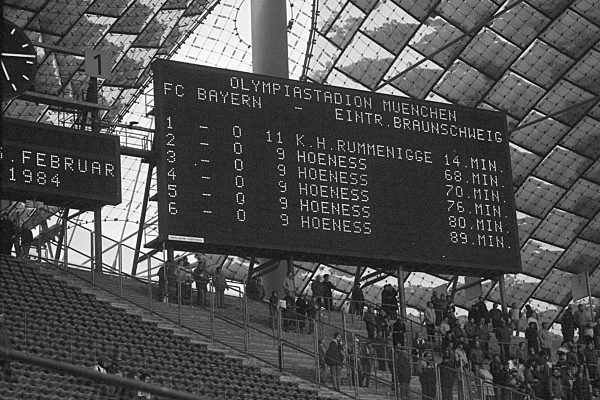 1
OLYMPIASTADION MUENCHEN
FC BAYERN – EINTR.BRAUNSCHWEIG
1 – 0 11 K.H.RUMMENIGGE 14.MIN.
2 – 0 9 HOENESS 68.MIN.
3 – 0 9 HOENESS 70.MIN.
4 – 0 9 HOENESS 76.MIN.
5 – 0 9 HOENESS 80.MIN.
6 – 0 9 HOENESS 89.MIN.
.FEBRUAR
1984